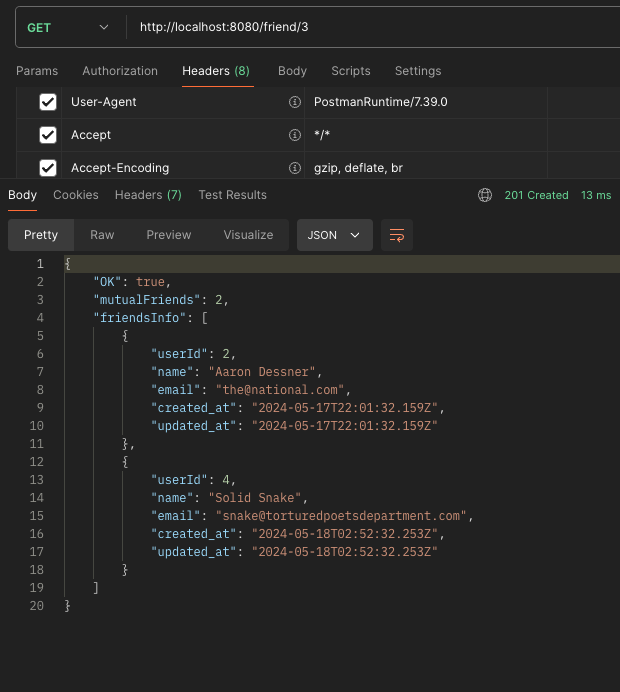 GET http://localhost:8080/friend/3
Params Authorization Headers (8) Body Scripts Settings
User-Agent PostmanRuntime/7.39.0
Accept */*
Accept-Encoding gzip, deflate, br
Body Cookies Headers (7) Test Results 201 Created 13 ms
Pretty Raw Preview Visualize JSON
1 {
2 "OK": true,
3 "mutualFriends": 2,
4 "friendsInfo": [
5 {
6 "userId": 2,
7 "name": "Aaron Dessner",
8 "email": "the@national.com",
9 "created_at": "2024-05-17T22:01:32.159Z",
10 "updated_at": "2024-05-17T22:01:32.159Z"
11 },
12 {
13 "userId": 4,
14 "name": "Solid Snake",
15 "email": "snake@torturedpoetsdepartment.com",
16 "created_at": "2024-05-18T02:52:32.253Z",
17 "updated_at": "2024-05-18T02:52:32.253Z"
18 }
19 ]
20 }